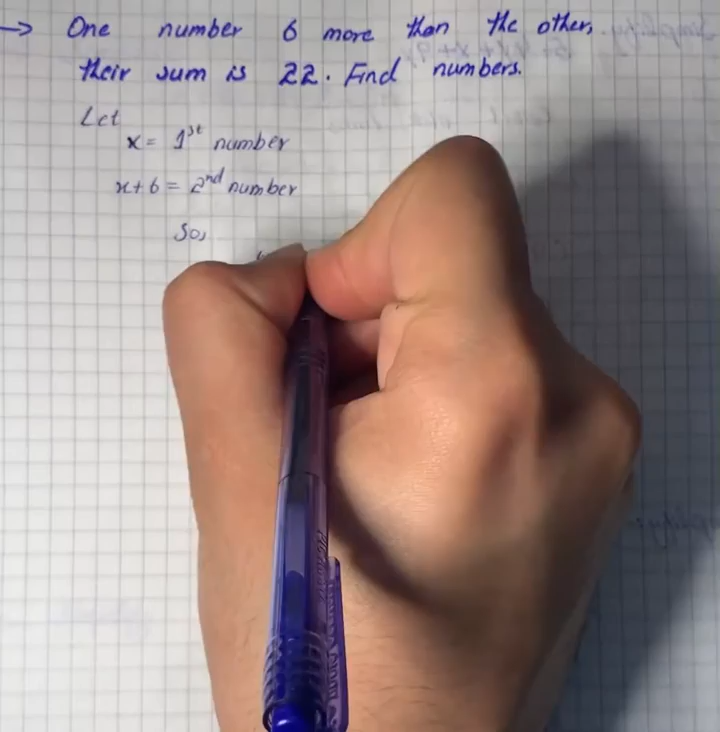 → One number 6 more than the other,
their sum is 22. Find numbers.
Let
x = 1st number
x + 6 = 2nd number
So,